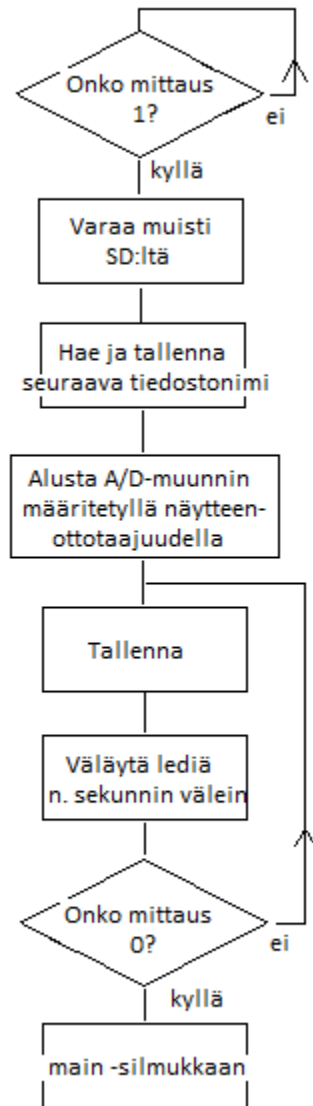 Onko mittaus
1?
ei
kyllä
Varaa muisti
SD:ltä
Hae ja tallenna
seuraava tiedostonimi
Alusta A/D-muunnin
määritetyllä näytteen-
ottotaajuudella
Tallenna
Väläytä lediä
n. sekunnin välein
Onko mittaus
0?
ei
kyllä
main -silmukkaan